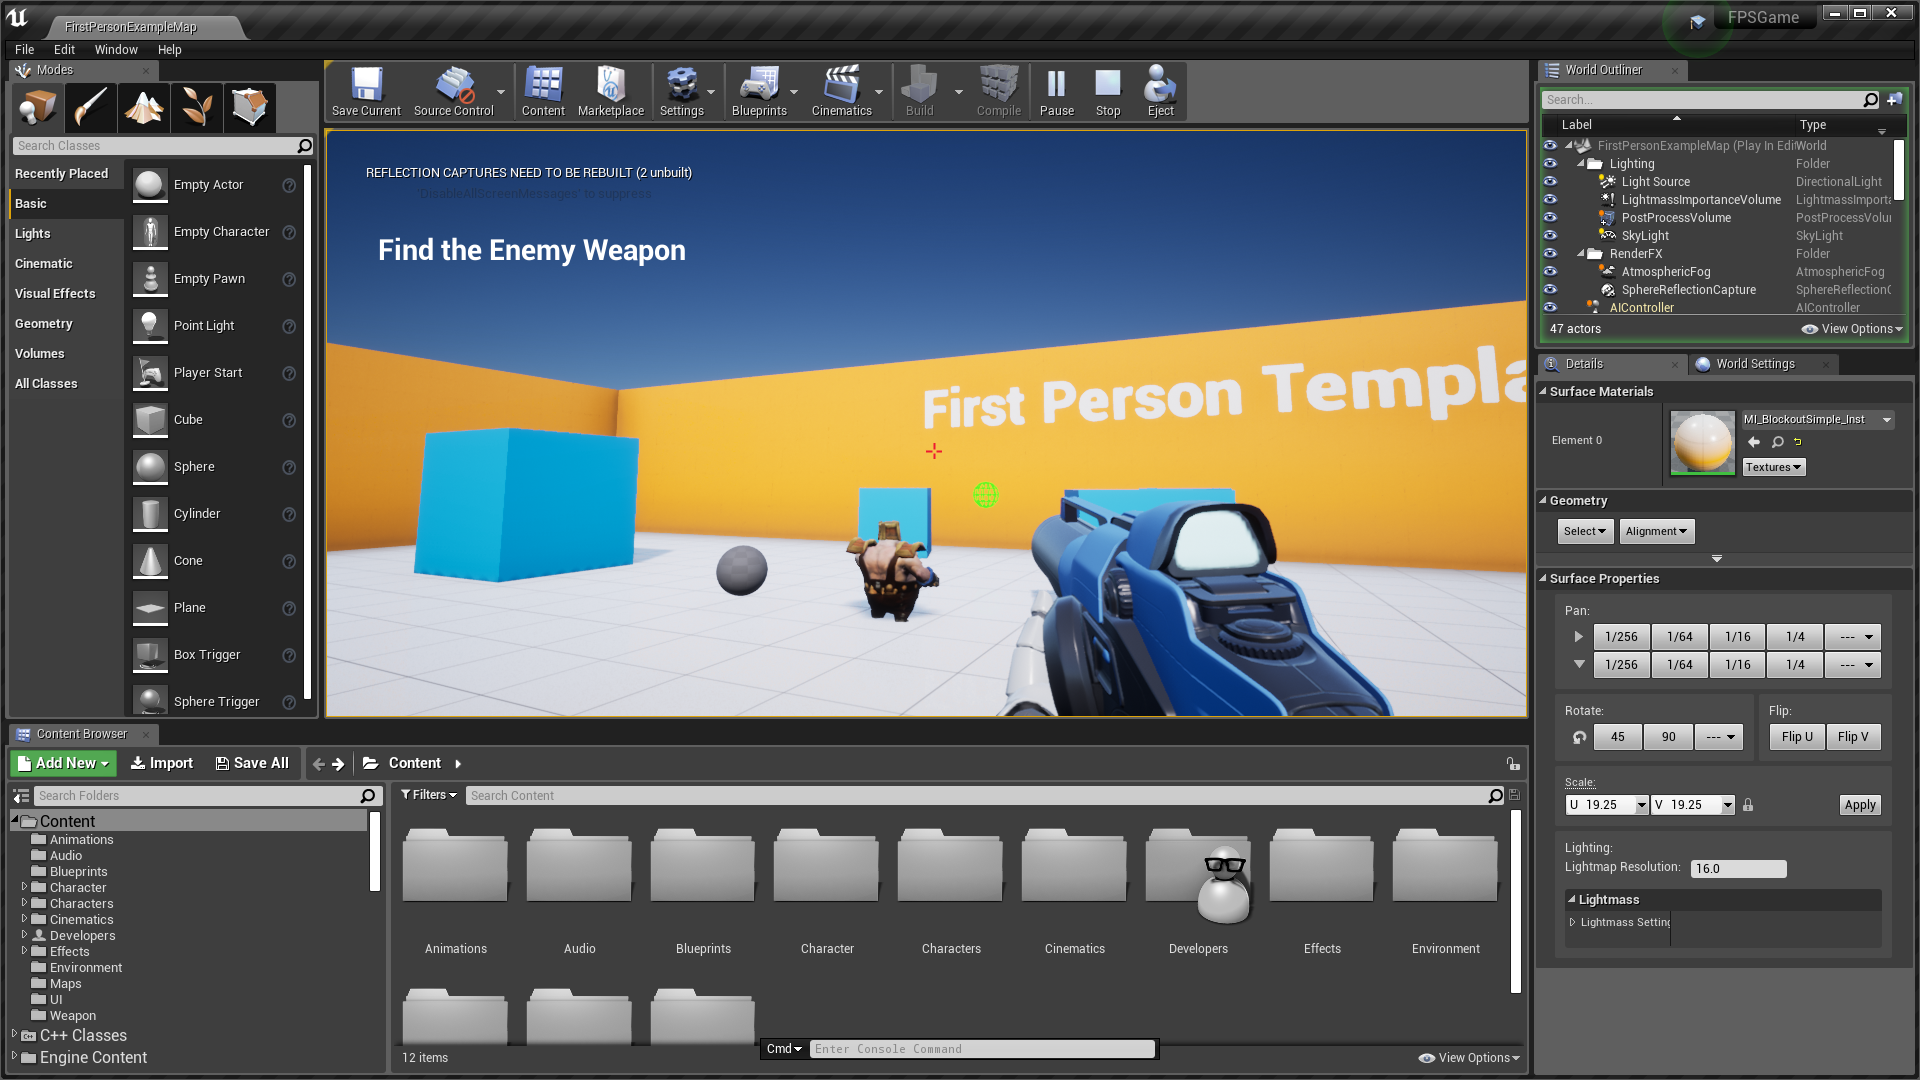 FirstPersonExampleMap
FPSGame
File Edit Window Help
Modes
Search Classes
Recently Placed
Basic
Lights
Cinematic
Visual Effects
Geometry
Volumes
All Classes
Empty Actor
Empty Character
Empty Pawn
Point Light
Player Start
Cube
Sphere
Cylinder
Cone
Plane
Box Trigger
Sphere Trigger
Save Current Source Control Content Marketplace Settings Blueprints Cinematics Build Compile Pause Stop Eject
REFLECTION CAPTURES NEED TO BE REBUILT (2 unbuilt)
'DisableAllScreenMessages' to suppress
Find the Enemy Weapon
First Person Templa
World Outliner
Search...
Label Type
FirstPersonExampleMap (Play In Edi World
Lighting Folder
Light Source DirectionalLight
LightmassImportanceVolume LightmassImporta
PostProcessVolume PostProcessVolu
SkyLight SkyLight
RenderFX Folder
AtmosphericFog AtmosphericFog
SphereReflectionCapture SphereReflectionC
AIController AIController
47 actors View Options
Details World Settings
Surface Materials
Element 0
MI_BlockoutSimple_Inst
Textures
Geometry
Select Alignment
Surface Properties
Pan:
1/256 1/64 1/16 1/4 ---
1/256 1/64 1/16 1/4 ---
Rotate: Flip:
45 90 --- Flip U Flip V
Scale:
U 19.25 V 19.25 Apply
Lighting:
Lightmap Resolution: 16.0
Lightmass
Lightmass Setting
Content Browser
Add New Import Save All Content
Search Folders
Filters Search Content
Content
Animations
Audio
Blueprints
Character
Characters
Cinematics
Developers
Effects
Environment
Maps
UI
Weapon
C++ Classes
Engine Content
Animations Audio Blueprints Character Characters Cinematics Developers Effects Environment
12 items
Cmd Enter Console Command
View Options